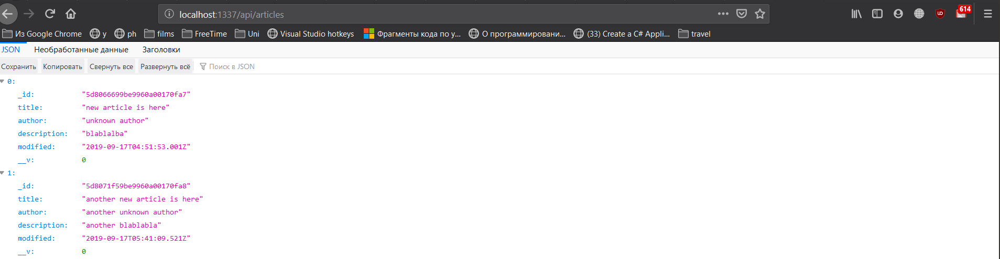 localhost:1337/api/articles
614
Из Google Chrome y ph films FreeTime Uni Visual Studio hotkeys Фрагменты кода по у... О программировани... (33) Create a C# Appli... travel
JSON Необработанные данные Заголовки
Сохранить Копировать Свернуть все Развернуть всё Поиск в JSON
0:
_id: "5d8066699be9960a00170fa7"
title: "new article is here"
author: "unknown author"
description: "blablalba"
modified: "2019-09-17T04:51:53.001Z"
__v: 0
1:
_id: "5d8071f59be9960a00170fa8"
title: "another new article is here"
author: "another unknown author"
description: "another blablabla"
modified: "2019-09-17T05:41:09.521Z"
__v: 0